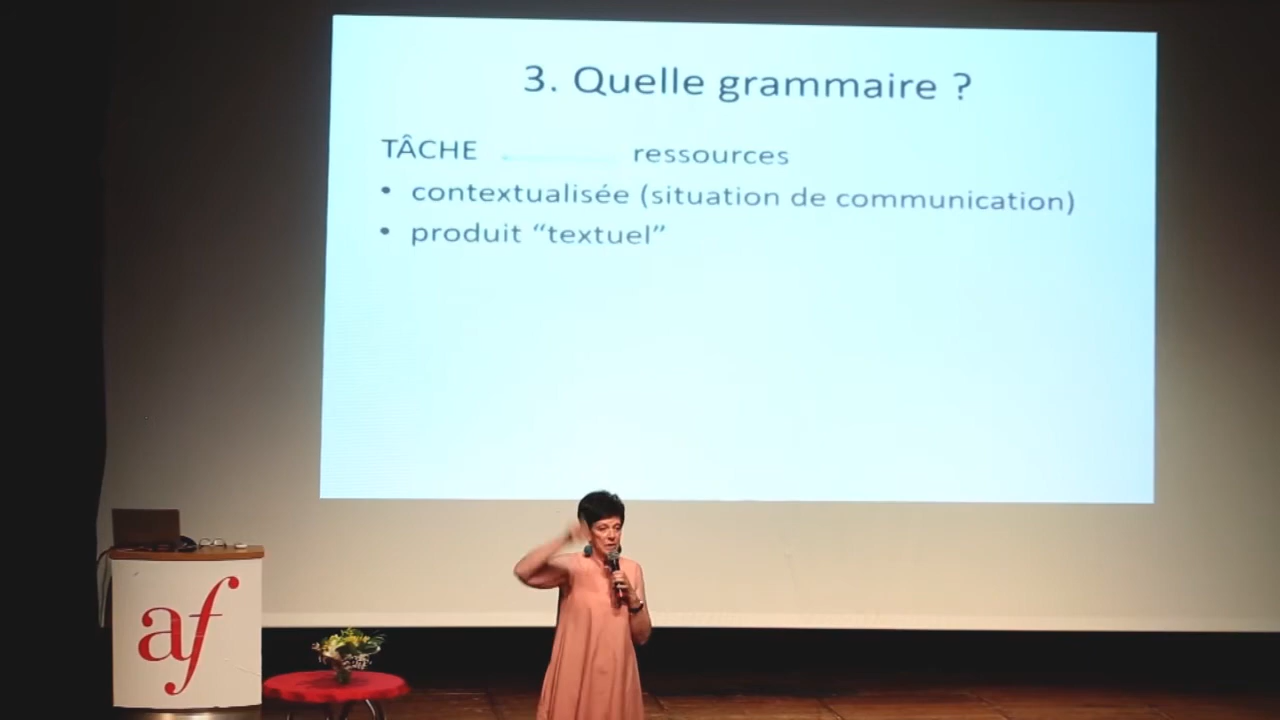 3. Quelle grammaire ?
TÂCHE ressources
• contextualisée (situation de communication)
• produit “textuel”
af